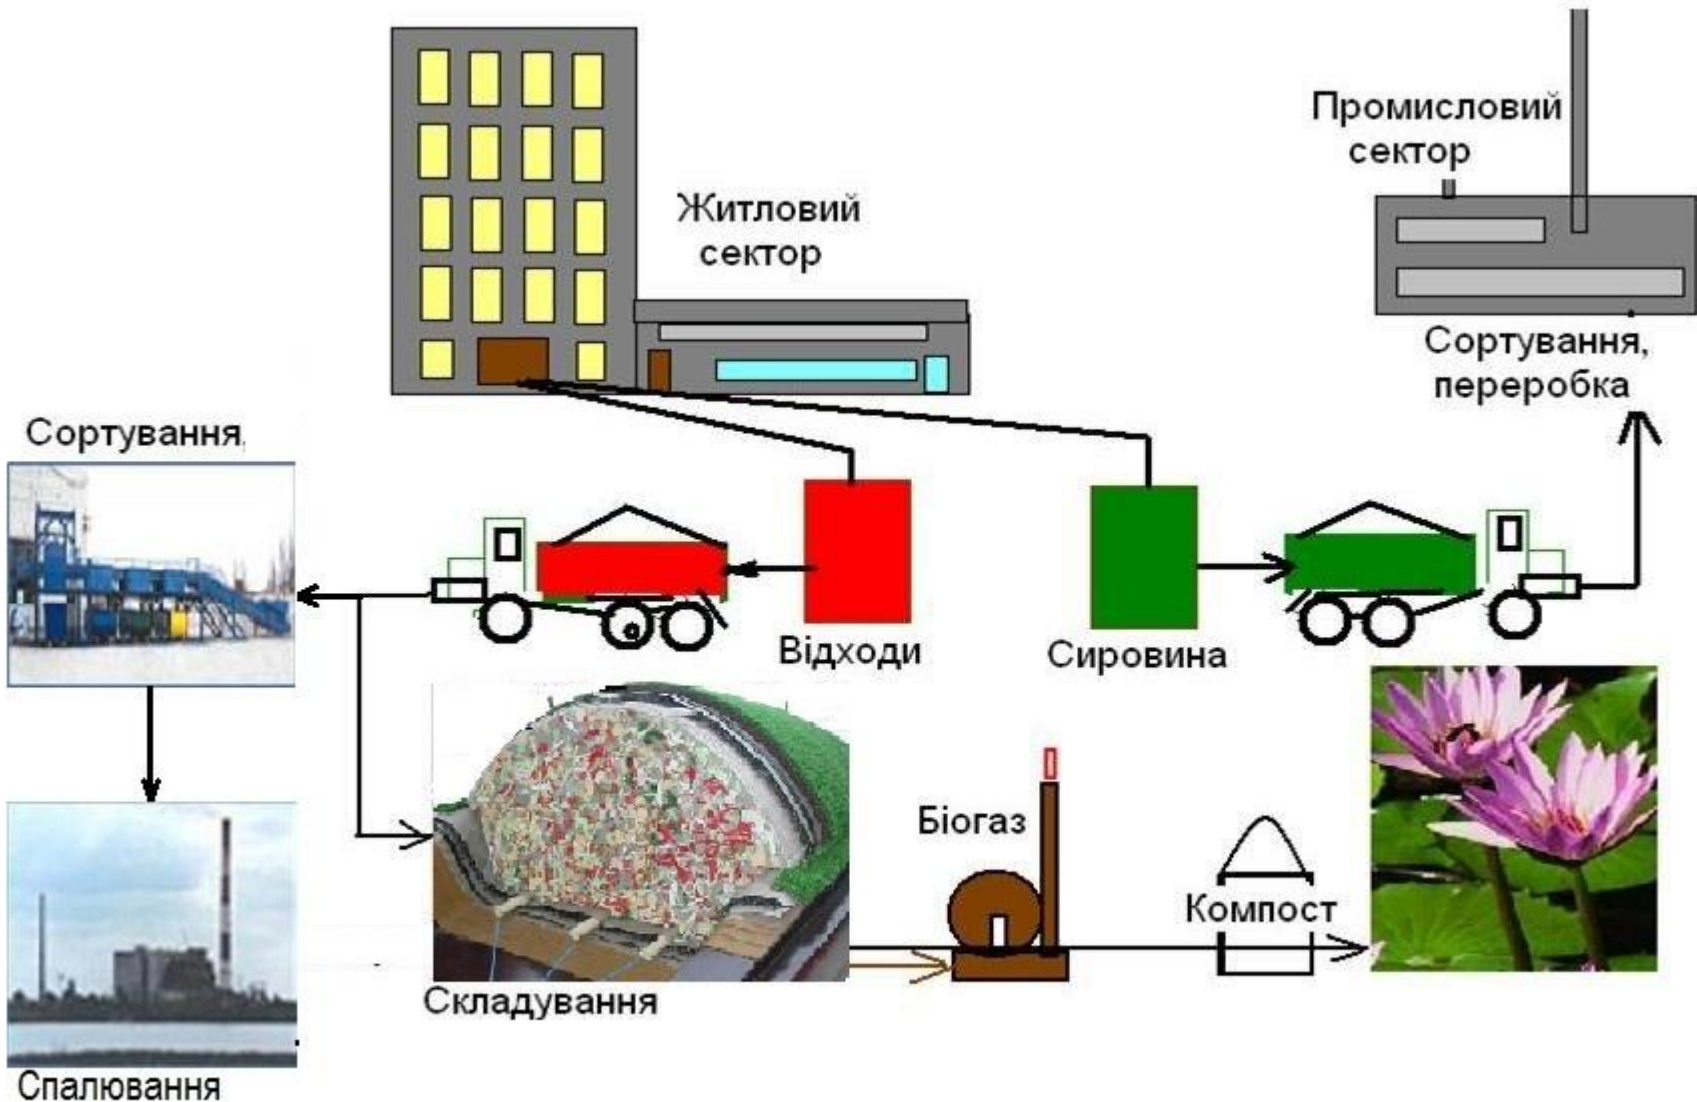 Промисловий
сектор
Житловий
сектор
Сортування,
переробка
Сортування,
Відходи
Сировина
Біогаз
Компост
Складування
Спалювання